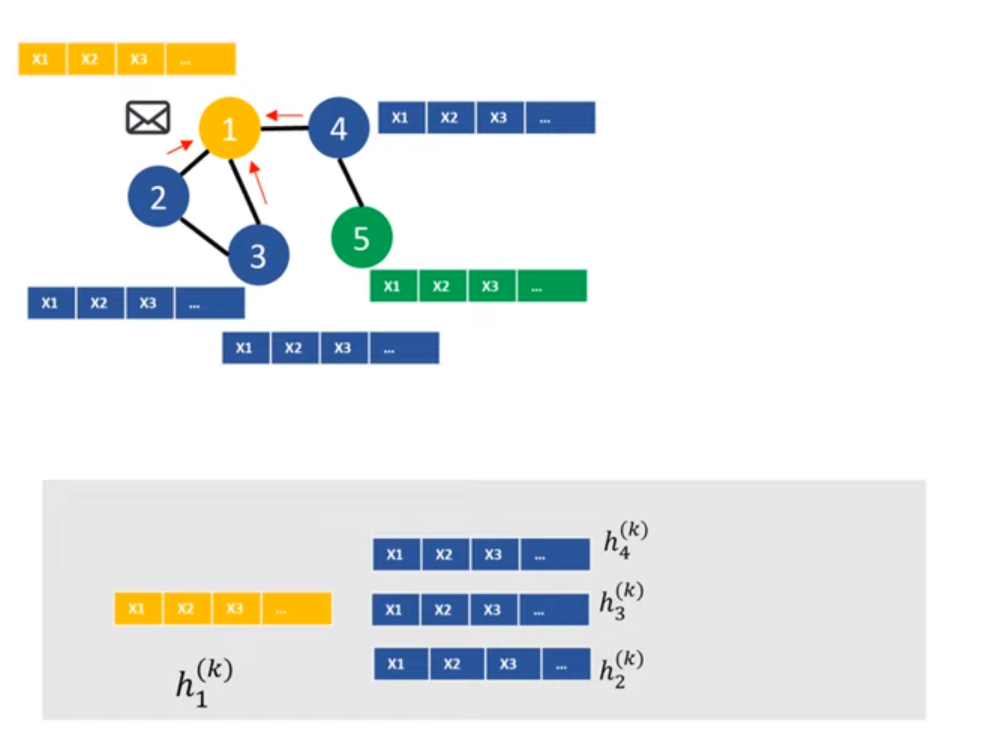 X1 X2 X3 ...
1
4
X1 X2 X3 ...
2
3
5
X1 X2 X3 ...
X1 X2 X3 ...
X1 X2 X3 ...
X1 X2 X3 ... h_4^{(k)}
X1 X2 X3 ... h_3^{(k)}
X1 X2 X3 ...
X1 X2 X3 ... h_2^{(k)}
h_1^{(k)}